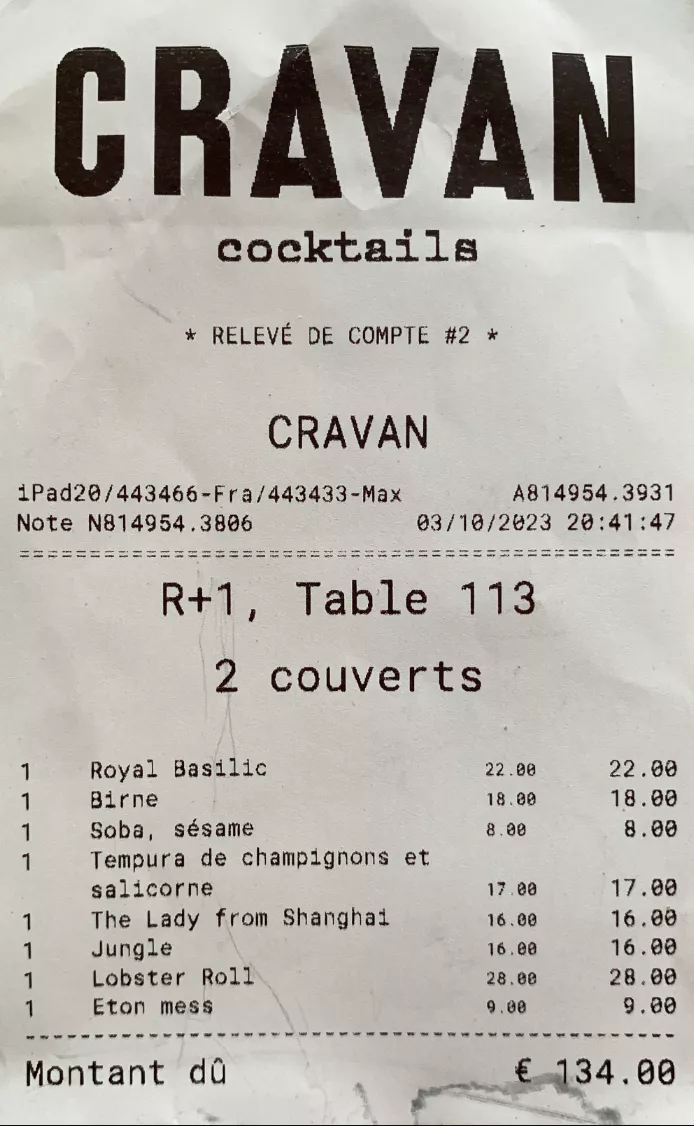 CRAVAN
cocktails
* RELEVÉ DE COMPTE #2 *
CRAVAN
iPad20/443466-Fra/443433-Max A814954.3931
Note N814954.3806 03/10/2023 20:41:47
================================================
R+1, Table 113
2 couverts
1 Royal Basilic 22.00 22.00
1 Birne 18.00 18.00
1 Soba, sésame 8.00 8.00
1 Tempura de champignons et
salicorne 17.00 17.00
1 The Lady from Shanghai 16.00 16.00
1 Jungle 16.00 16.00
1 Lobster Roll 28.00 28.00
1 Eton mess 9.00 9.00
------------------------------------------------
Montant dû € 134.00